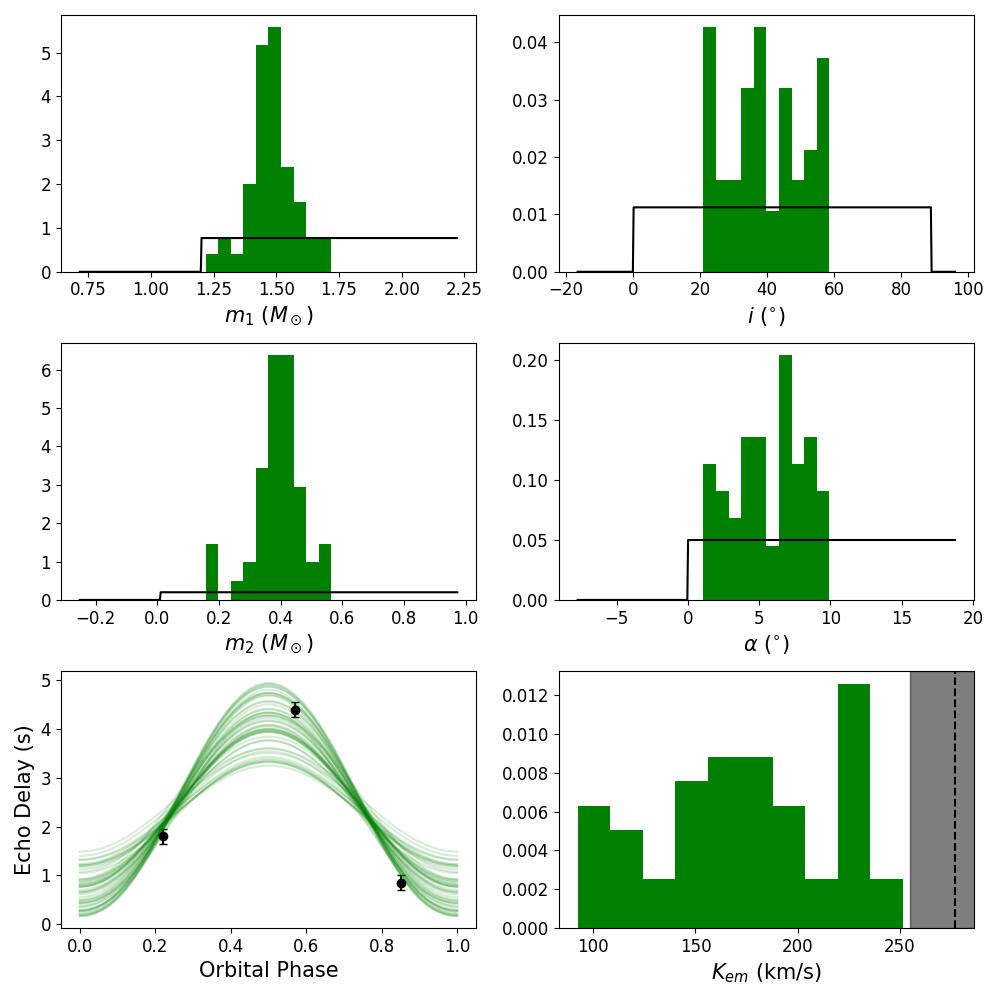 5
4
3
2
1
0
0.75 1.00 1.25 1.50 1.75 2.00 2.25
m₁ (M_⊙)
0.04
0.03
0.02
0.01
0.00
−20 0 20 40 60 80 100
i (°)
6
5
4
3
2
1
0
−0.2 0.0 0.2 0.4 0.6 0.8 1.0
m₂ (M_⊙)
0.20
0.15
0.10
0.05
0.00
−5 0 5 10 15 20
α (°)
Echo Delay (s)
5
4
3
2
1
0
0.0 0.2 0.4 0.6 0.8 1.0
Orbital Phase
0.012
0.010
0.008
0.006
0.004
0.002
0.000
100 150 200 250
K_em (km/s)